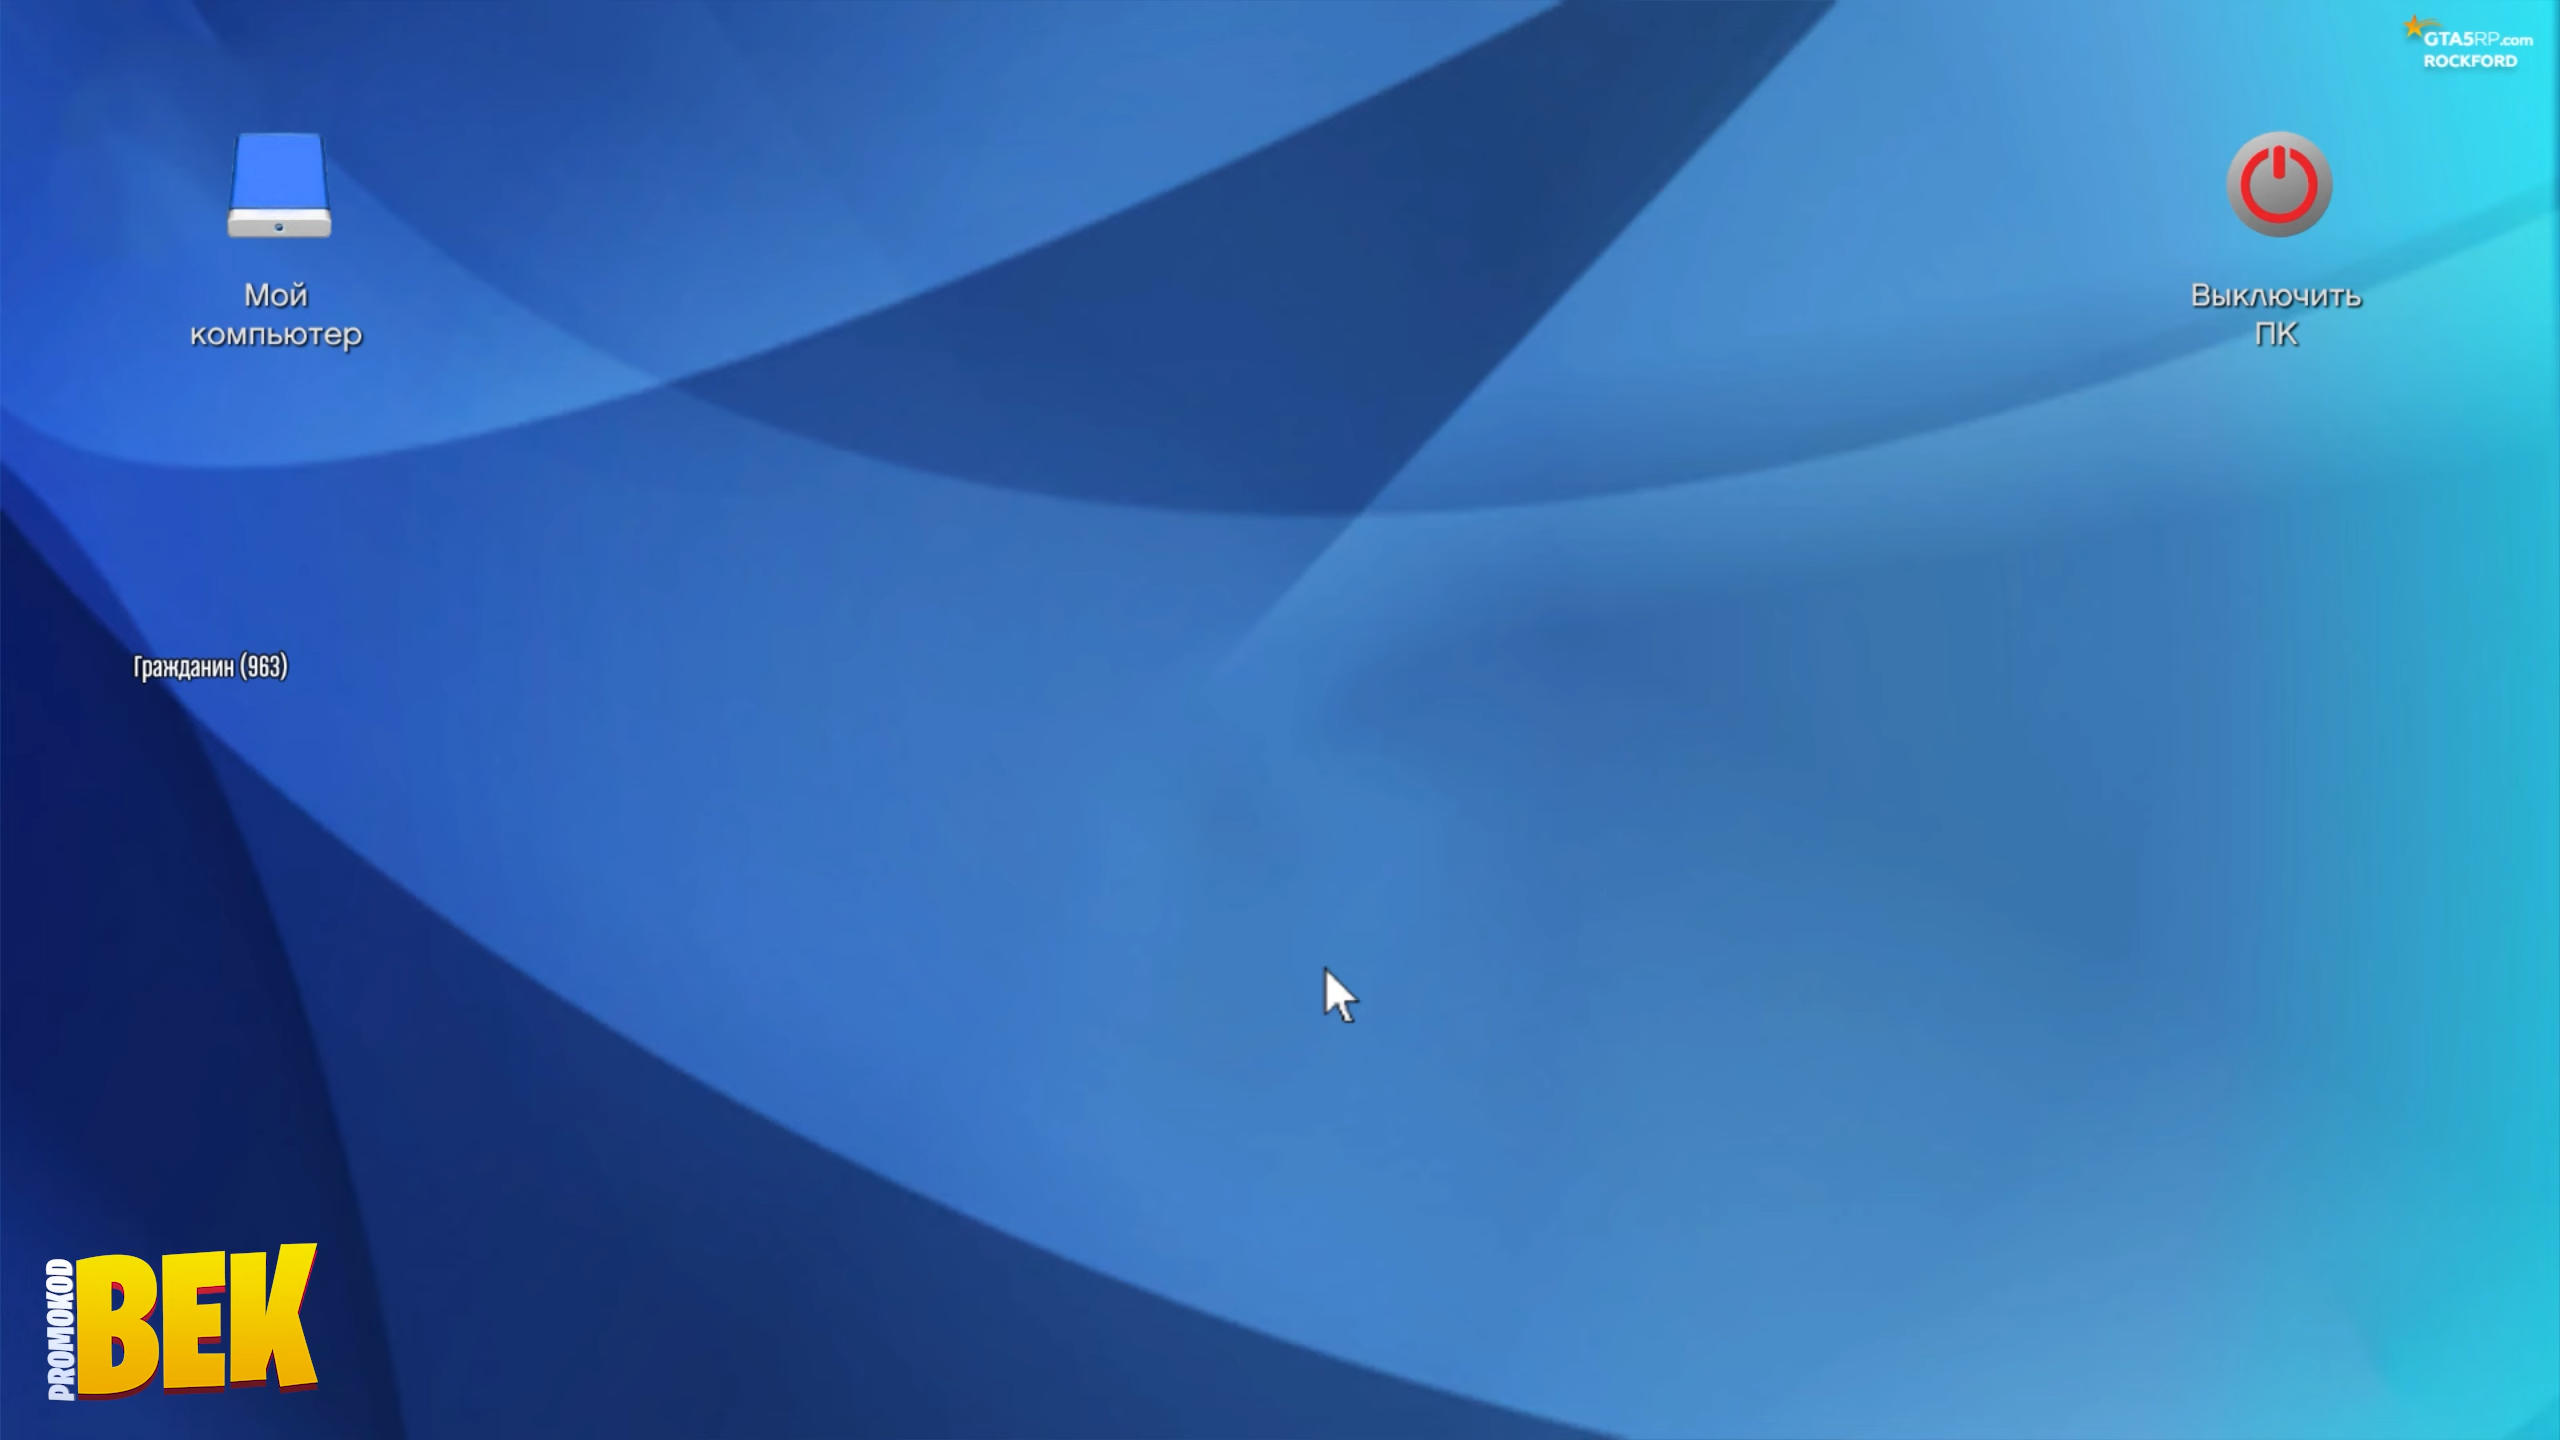 GTA5RP.com
ROCKFORD
Мой
компьютер
Выключить
ПК
Гражданин (963)
PROMOKOD
BEK